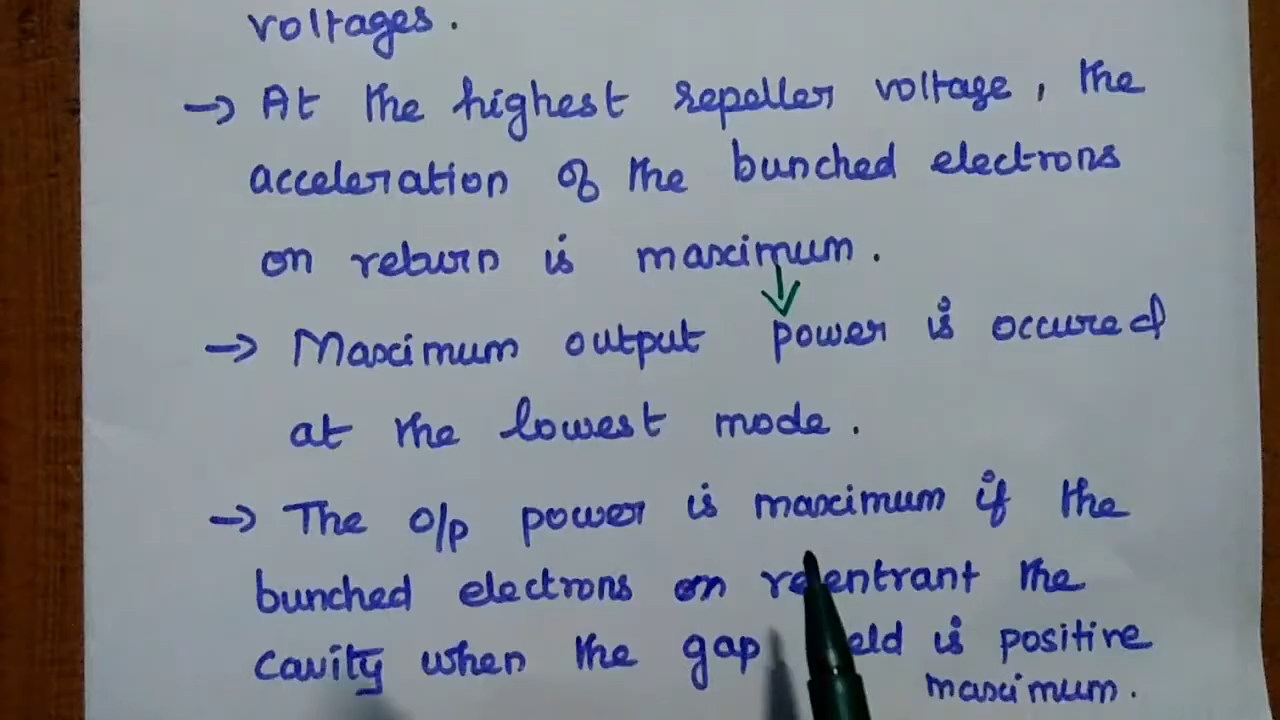 voltages.
→ At the highest repeller voltage, the
acceleration of the bunched electrons
on return is maximum.
→ Maximum output power is occured
at the lowest mode.
→ The o/p power is maximum if the
bunched electrons on reentrant the
cavity when the gap is positive
maximum.